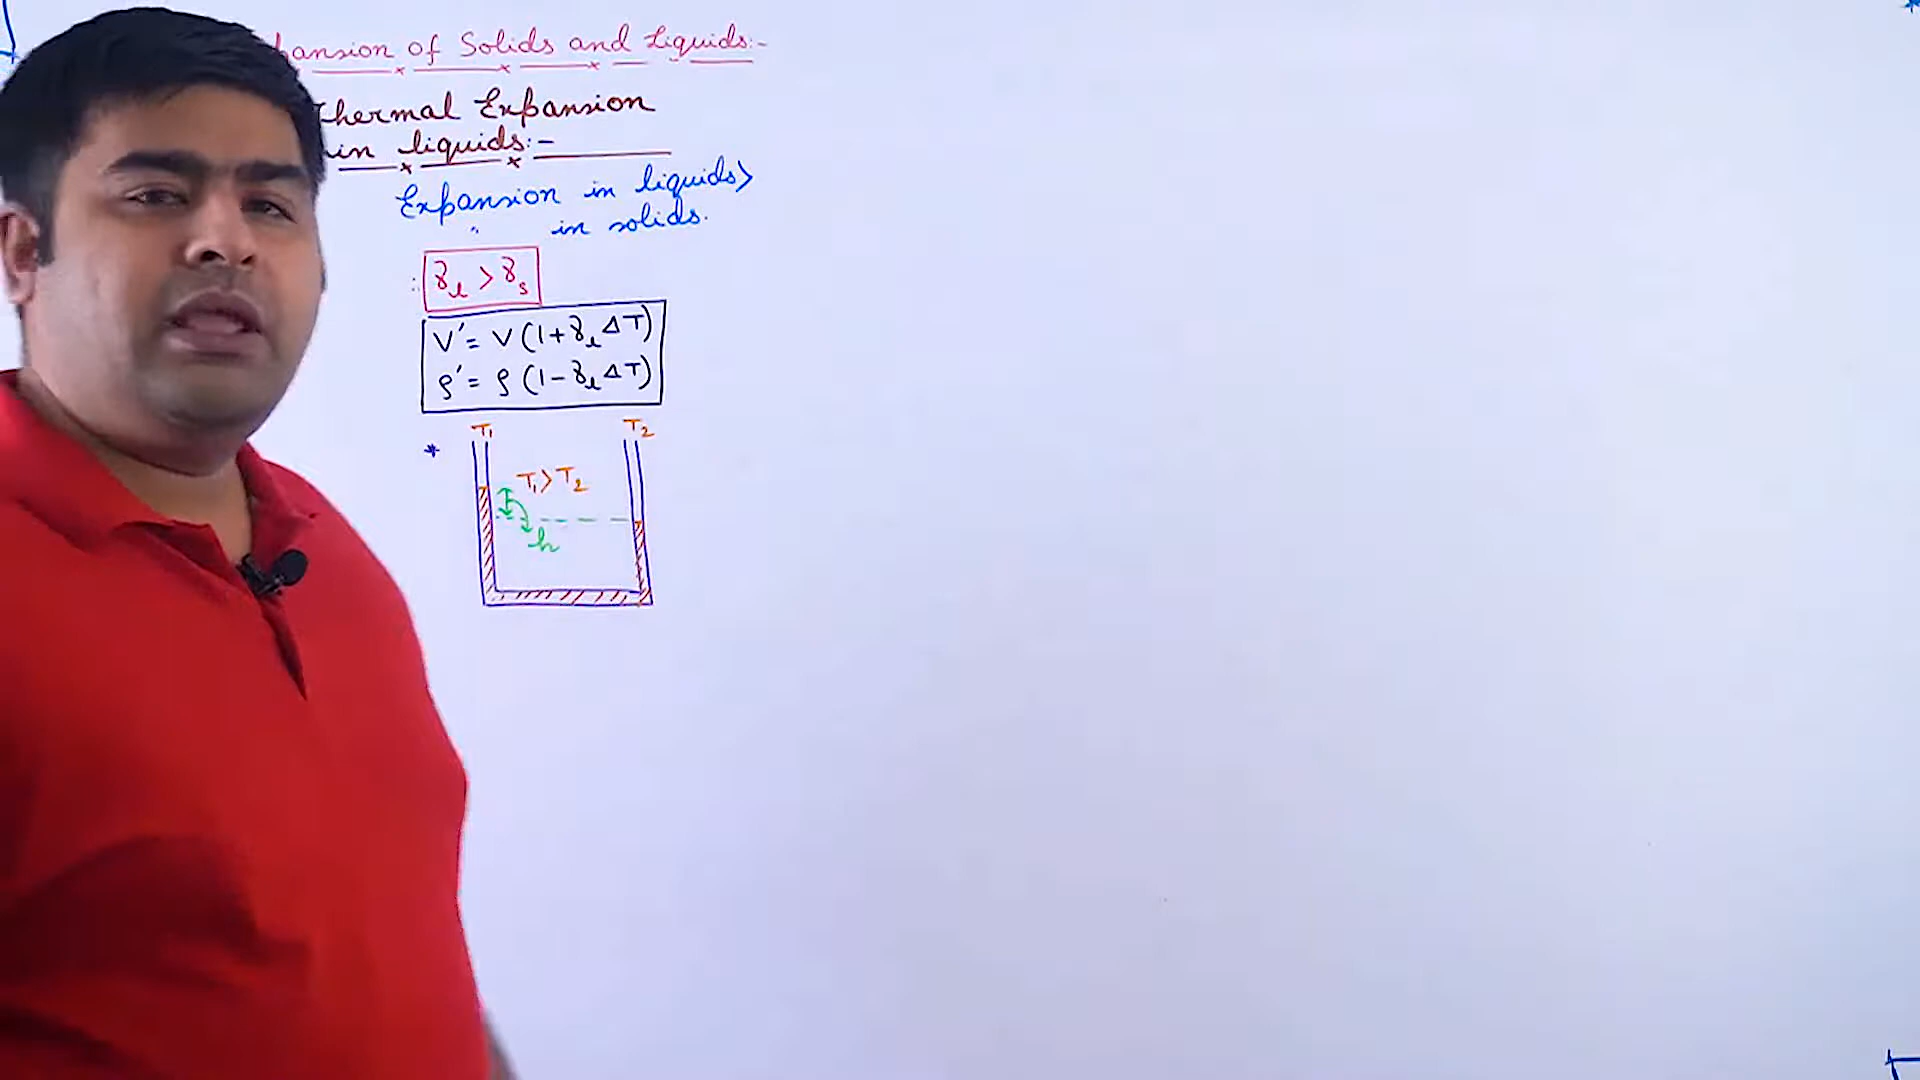 pansion of Solids and Liquids:-
Thermal Expansion
in liquids:-
Expansion in liquids>
" in solids.
∴ γₗ > γₛ
V' = V (1+γₗ ΔT)
ρ' = ρ (1-γₗ ΔT)
* T₁ T₂
T₁ > T₂
h